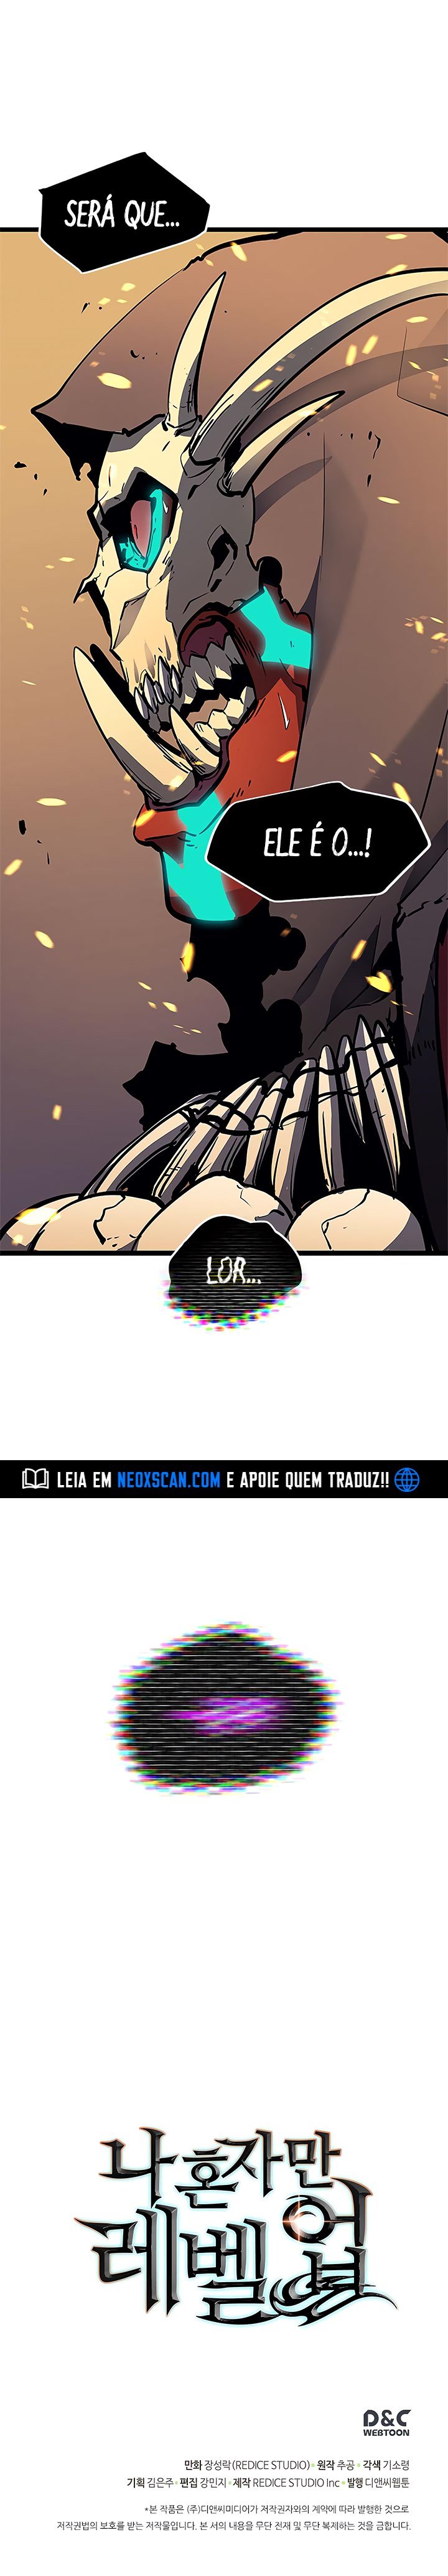 SERÁ QUE...
ELE É O...!
LOR...
LEIA EM NEOXSCAN.COM E APOIE QUEM TRADUZ!!
나 혼자만
레벨업
D&C
WEBTOON
만화 장성락(REDICE STUDIO)• 원작 추공 • 각색 기소령
기획 김은주 • 편집 강민지 • 제작 REDICE STUDIO Inc • 발행 디앤씨웹툰
*본 작품은 (주)디앤씨미디어가 저작권자와의 계약에 따라 발행한 것으로
저작권법의 보호를 받는 저작물입니다. 본 서의 내용을 무단 전재 및 무단 복제하는 것을 금합니다.